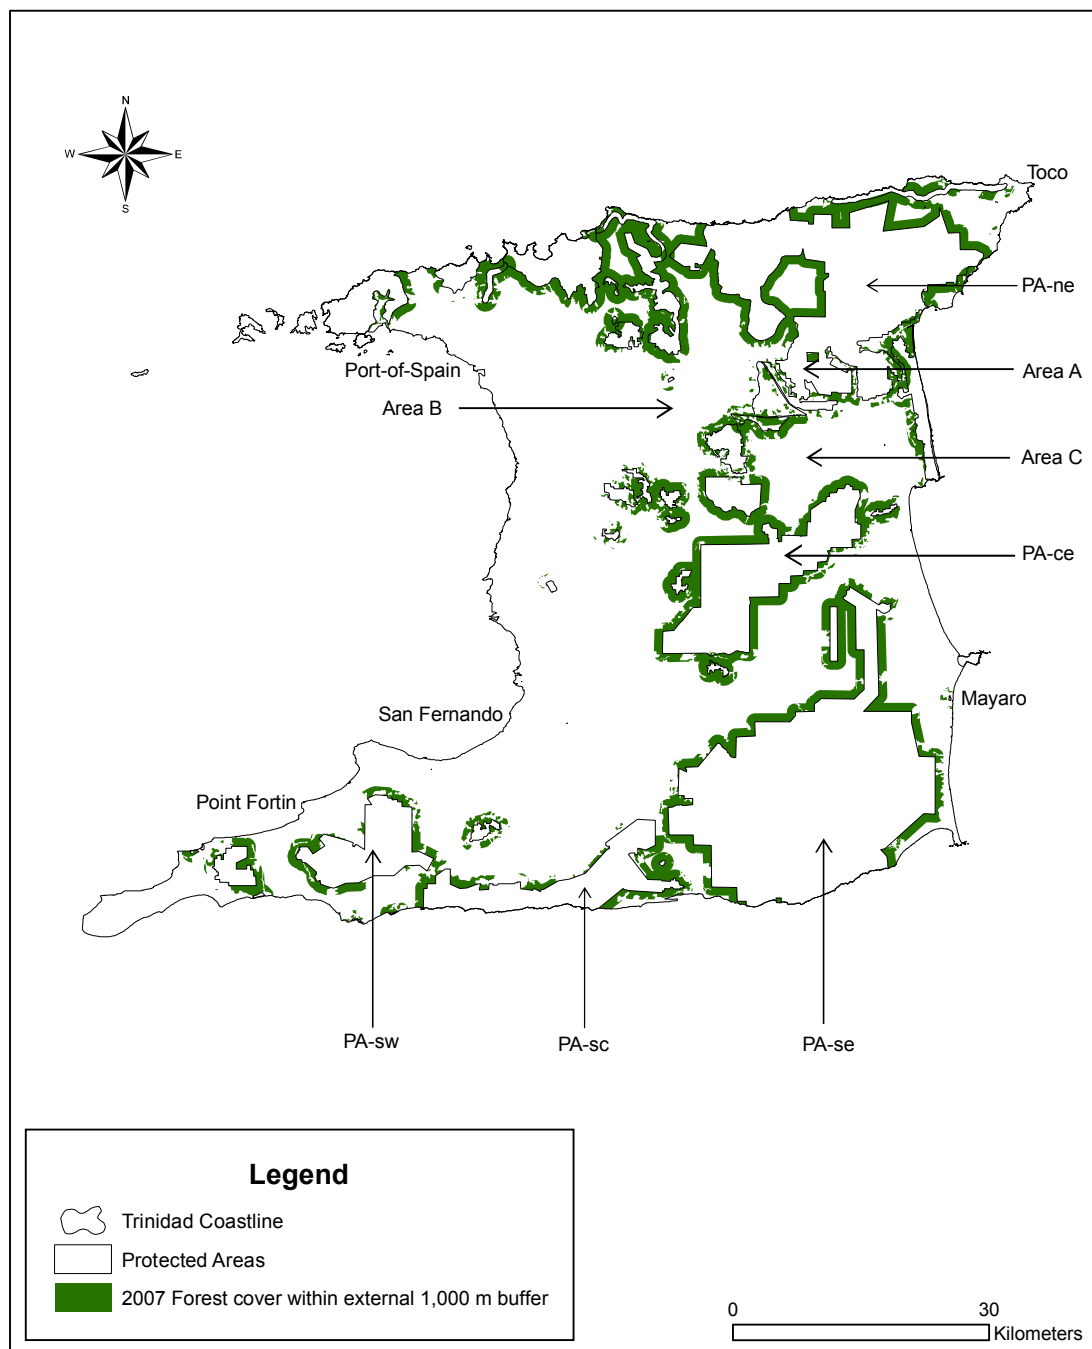 N
W
E
S
Toco
PA-ne
Port-of-Spain
Area A
Area B
Area C
PA-ce
Mayaro
San Fernando
Point Fortin
PA-sw
PA-sc
PA-se
Legend
Trinidad Coastline
Protected Areas
2007 Forest cover within external 1,000 m buffer
0
30
Kilometers